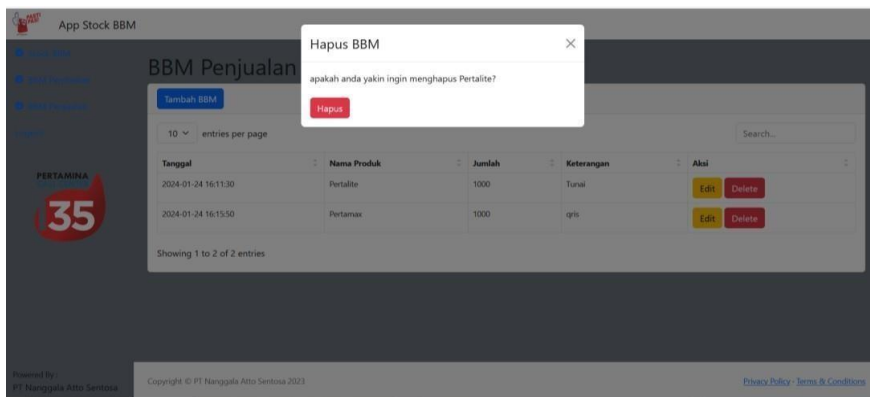 App Stock BBM
Hapus BBM
apakah anda yakin ingin menghapus Pertalite?
Hapus
BBM Penjualan
Tambah BBM
10 entries per page
Search...
Tanggal Nama Produk Jumlah Keterangan Aksi
2024-01-24 16:11:30 Pertalite 1000 Tunai Edit Delete
2024-01-24 16:15:50 Pertamax 1000 qris Edit Delete
Showing 1 to 2 of 2 entries
PERTAMINA
35
Powered By :
PT Nanggala Atto Sentosa
Copyright © PT Nanggala Atto Sentosa 2023
Privacy Policy · Terms & Conditions